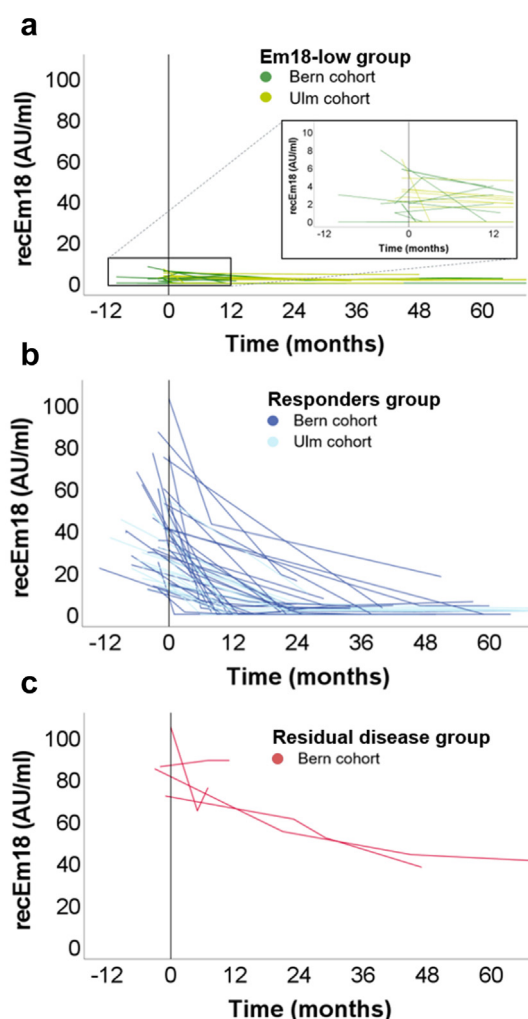 a
Em18-low group
Bern cohort
Ulm cohort
recEm18 (AU/ml)
100
80
60
40
20
0
-12 0 12 24 36 48 60
Time (months)
recEm18 (AU/ml)
10
8
6
4
2
0
-12 0 12
Time (months)
b
Responders group
Bern cohort
Ulm cohort
recEm18 (AU/ml)
100
80
60
40
20
0
-12 0 12 24 36 48 60
Time (months)
c
Residual disease group
Bern cohort
recEm18 (AU/ml)
100
80
60
40
20
0
-12 0 12 24 36 48 60
Time (months)